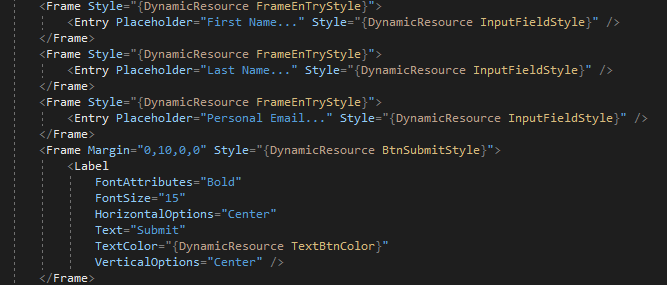 <Frame Style="{DynamicResource FrameEnTryStyle}">
<Entry Placeholder="First Name..." Style="{DynamicResource InputFieldStyle}" />
</Frame>
<Frame Style="{DynamicResource FrameEnTryStyle}">
<Entry Placeholder="Last Name..." Style="{DynamicResource InputFieldStyle}" />
</Frame>
<Frame Style="{DynamicResource FrameEnTryStyle}">
<Entry Placeholder="Personal Email..." Style="{DynamicResource InputFieldStyle}" />
</Frame>
<Frame Margin="0,10,0,0" Style="{DynamicResource BtnSubmitStyle}">
<Label
FontAttributes="Bold"
FontSize="15"
HorizontalOptions="Center"
Text="Submit"
TextColor="{DynamicResource TextBtnColor}"
VerticalOptions="Center" />
</Frame>